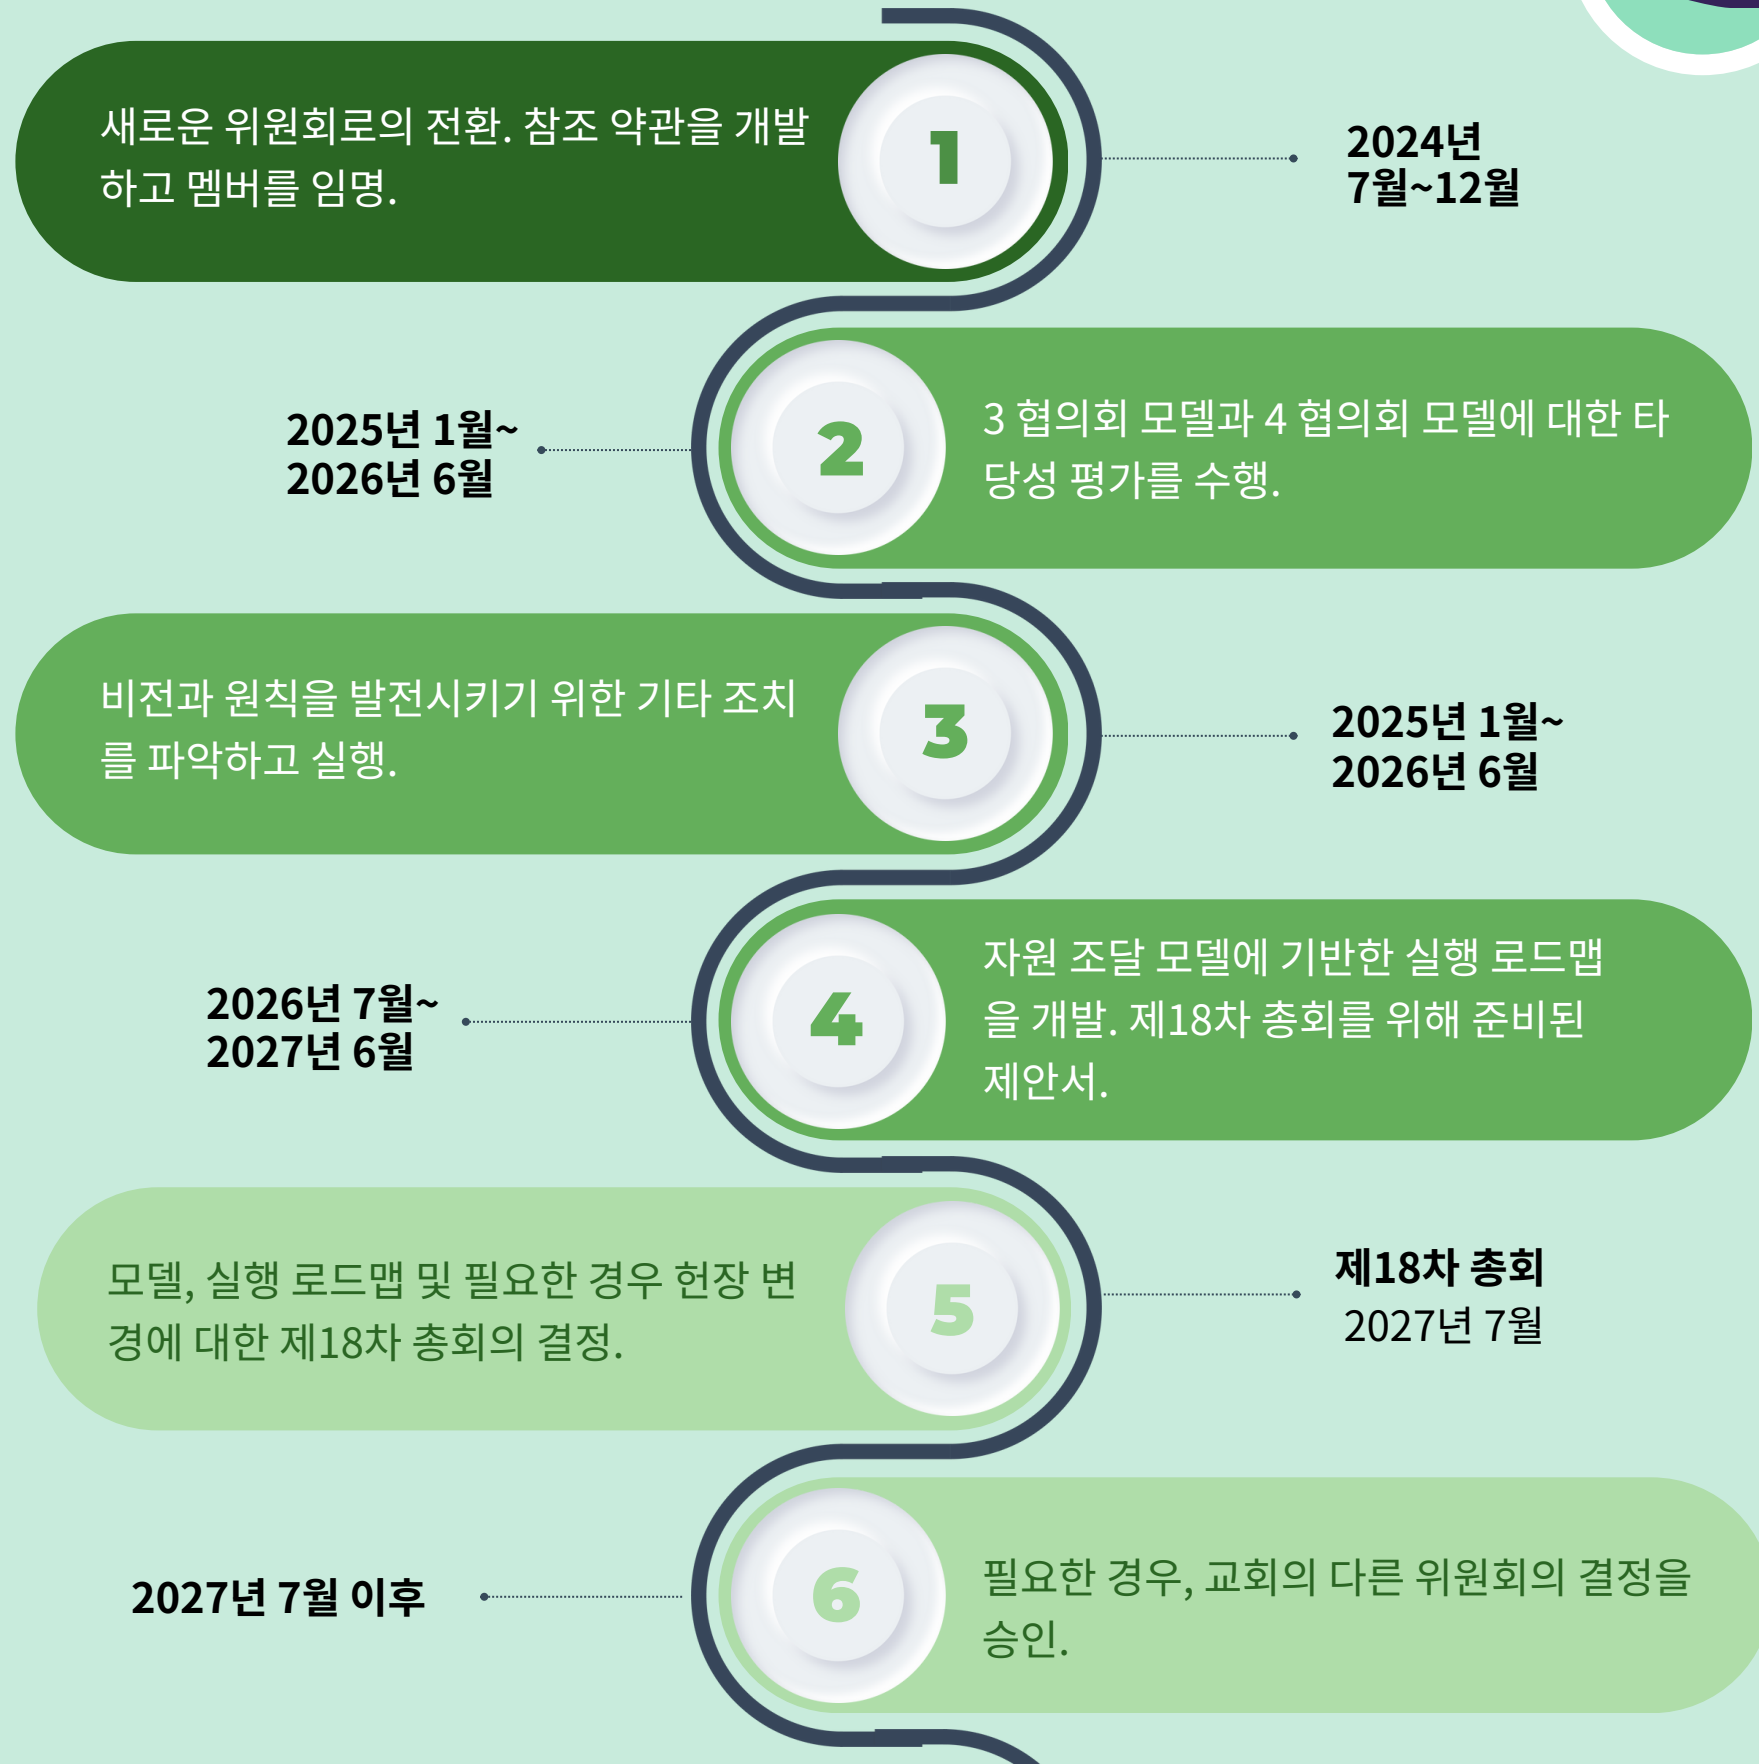 새로운 위원회로의 전환. 참조 약관을 개발
하고 멤버를 임명.
1
2024년
7월~12월
2025년 1월~
2026년 6월
2
3 협의회 모델과 4 협의회 모델에 대한 타
당성 평가를 수행.
비전과 원칙을 발전시키기 위한 기타 조치
를 파악하고 실행.
3
2025년 1월~
2026년 6월
2026년 7월~
2027년 6월
4
자원 조달 모델에 기반한 실행 로드맵
을 개발. 제18차 총회를 위해 준비된
제안서.
모델, 실행 로드맵 및 필요한 경우 헌장 변
경에 대한 제18차 총회의 결정.
5
제18차 총회
2027년 7월
2027년 7월 이후
6
필요한 경우, 교회의 다른 위원회의 결정을
승인.